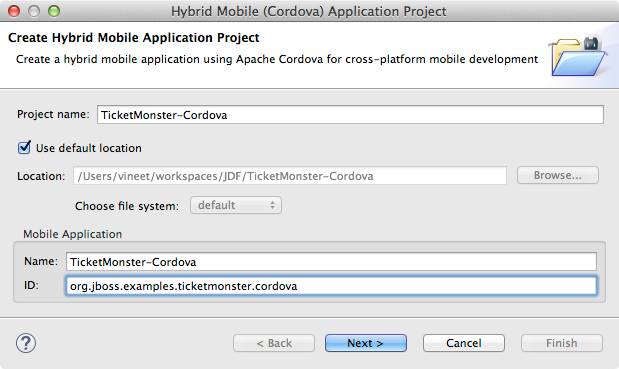 Hybrid Mobile (Cordova) Application Project
Create Hybrid Mobile Application Project
Create a hybrid mobile application using Apache Cordova for cross-platform mobile development
Project name: TicketMonster-Cordova
Use default location
Location: /Users/vineet/workspaces/JDF/TicketMonster-Cordova Browse...
Choose file system: default
Mobile Application
Name: TicketMonster-Cordova
ID: org.jboss.examples.ticketmonster.cordova
? < Back Next > Cancel Finish